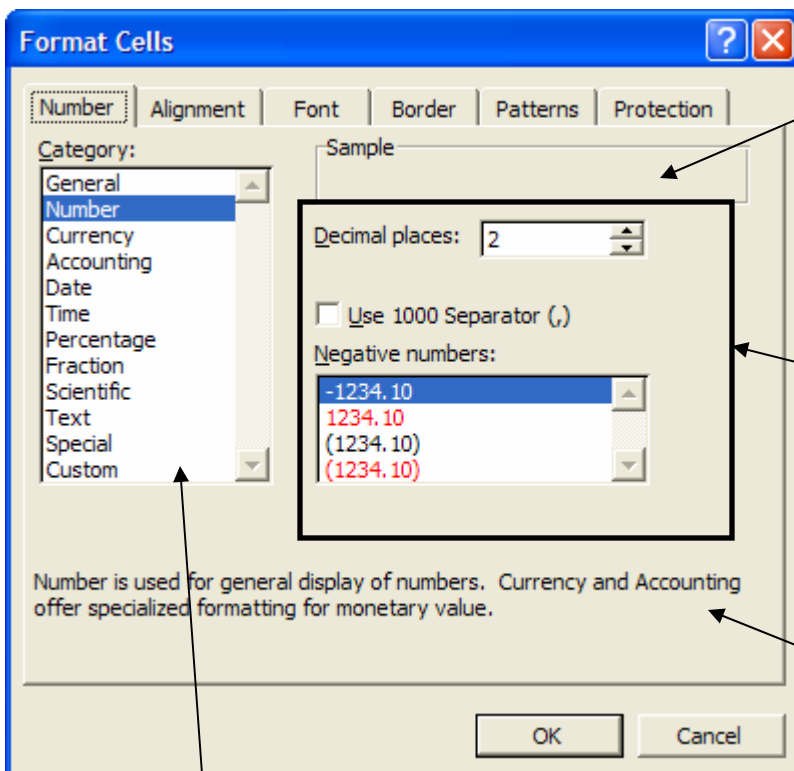 Format Cells
Number Alignment Font Border Patterns Protection
Category:
General
Number
Currency
Accounting
Date
Time
Percentage
Fraction
Scientific
Text
Special
Custom
Sample
Decimal places: 2
Use 1000 Separator (,)
Negative numbers:
-1234.10
1234.10
(1234.10)
(1234.10)
Number is used for general display of numbers. Currency and Accounting
offer specialized formatting for monetary value.
OK Cancel